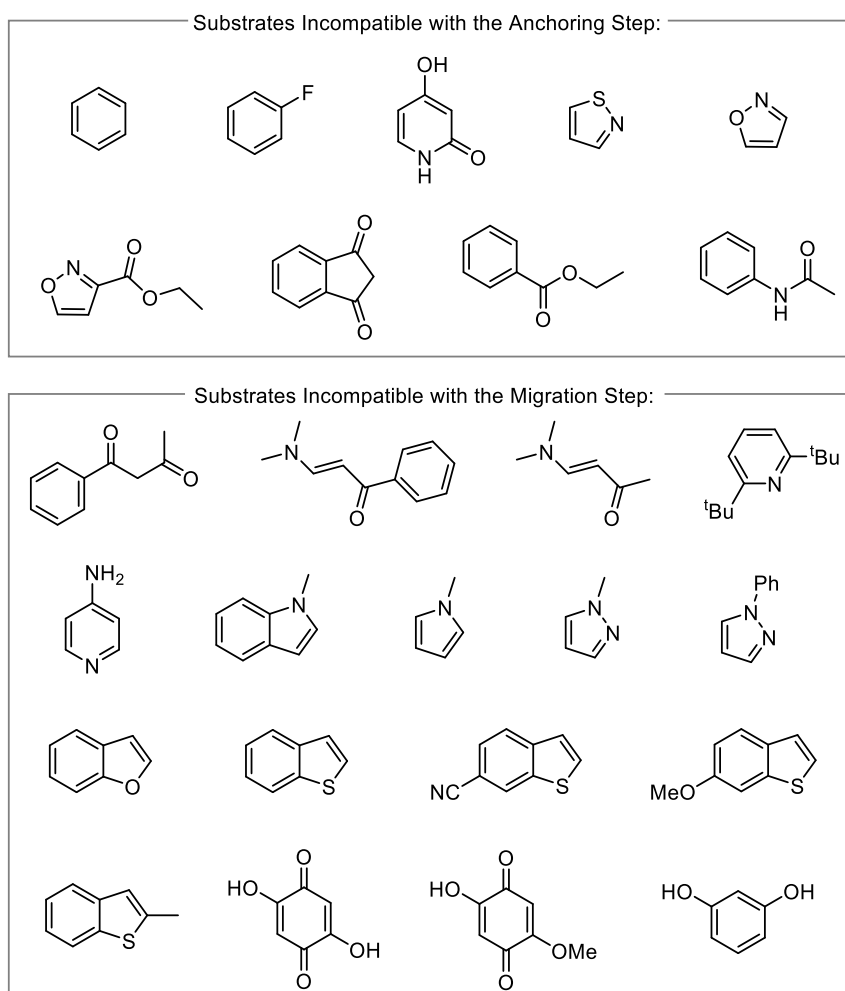 Substrates Incompatible with the Anchoring Step:
F
OH
N
H
O
S
N
O
N
O
N
O
O
O
O
O
O
O
N
H
Substrates Incompatible with the Migration Step:
O
O
N
O
N
O
N
tBu
tBu
NH2
N
N
N
N
N
Ph
N
N
O
S
NC
S
MeO
S
S
O
HO
OH
O
O
HO
OMe
O
HO
OH